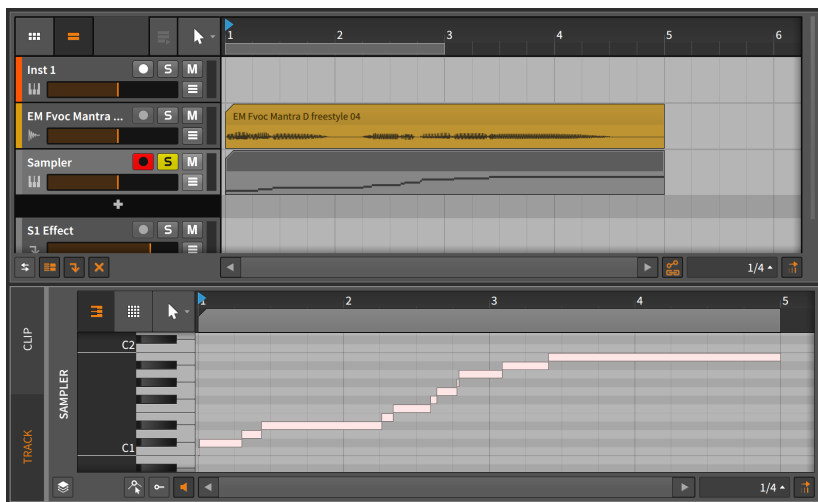 1 2 3 4 5 6
Inst 1 S M
EM Fvoc Mantra ... S M
EM Fvoc Mantra D freestyle 04
Sampler S M
S1 Effect S M
1/4
CLIP
TRACK
SAMPLER
1 2 3 4 5
C2
C1
1/4